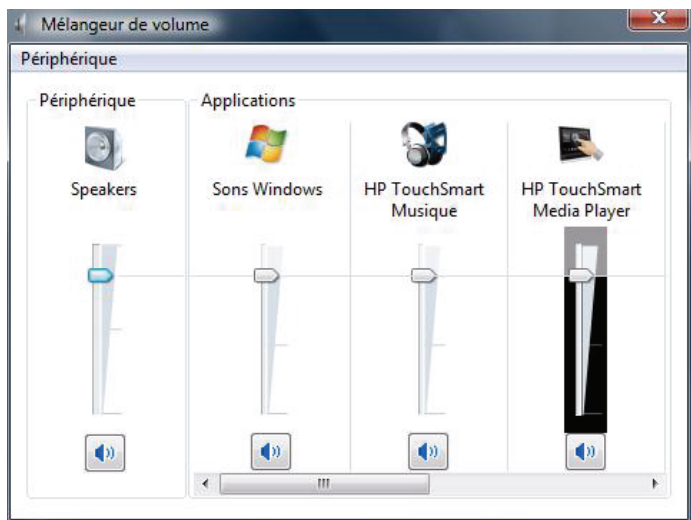 Mélangeur de volume
Périphérique
Périphérique
Applications
Speakers
Sons Windows
HP TouchSmart
Musique
HP TouchSmart
Media Player